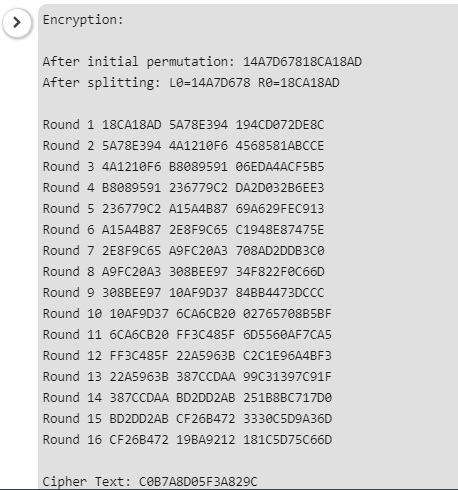 Encryption:
After initial permutation: 14A7D67818CA18AD
After splitting: L0=14A7D678 R0=18CA18AD
Round 1 18CA18AD 5A78E394 194CD072DE8C
Round 2 5A78E394 4A1210F6 4568581ABCCE
Round 3 4A1210F6 B8089591 06EDA4ACF5B5
Round 4 B8089591 236779C2 DA2D032B6EE3
Round 5 236779C2 A15A4B87 69A629FEC913
Round 6 A15A4B87 2E8F9C65 C1948E87475E
Round 7 2E8F9C65 A9FC20A3 708AD2DDB3C0
Round 8 A9FC20A3 308BEE97 34F822F0C66D
Round 9 308BEE97 10AF9D37 84BB4473DCCC
Round 10 10AF9D37 6CA6CB20 02765708B5BF
Round 11 6CA6CB20 FF3C485F 6D5560AF7CA5
Round 12 FF3C485F 22A5963B C2C1E96A4BF3
Round 13 22A5963B 387CCDAA 99C31397C91F
Round 14 387CCDAA BD2DD2AB 251B8BC717D0
Round 15 BD2DD2AB CF26B472 3330C5D9A36D
Round 16 CF26B472 19BA9212 181C5D75C66D
Cipher Text: C0B7A8D05F3A829C